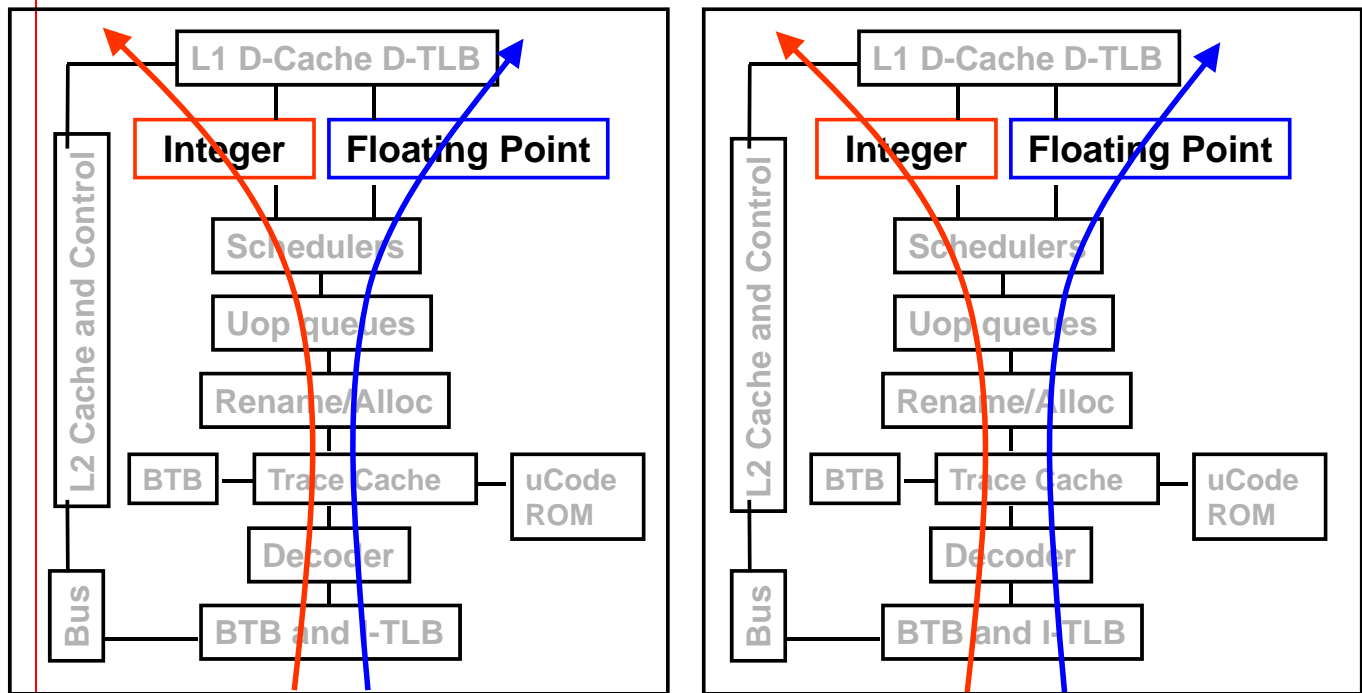 L1 D-Cache D-TLB
Integer
Floating Point
L2 Cache and Control
Schedulers
Uop queues
Rename/Alloc
BTB
Trace Cache
uCode
ROM
Decoder
Bus
BTB and I-TLB
L1 D-Cache D-TLB
Integer
Floating Point
L2 Cache and Control
Schedulers
Uop queues
Rename/Alloc
BTB
Trace Cache
uCode
ROM
Decoder
Bus
BTB and I-TLB